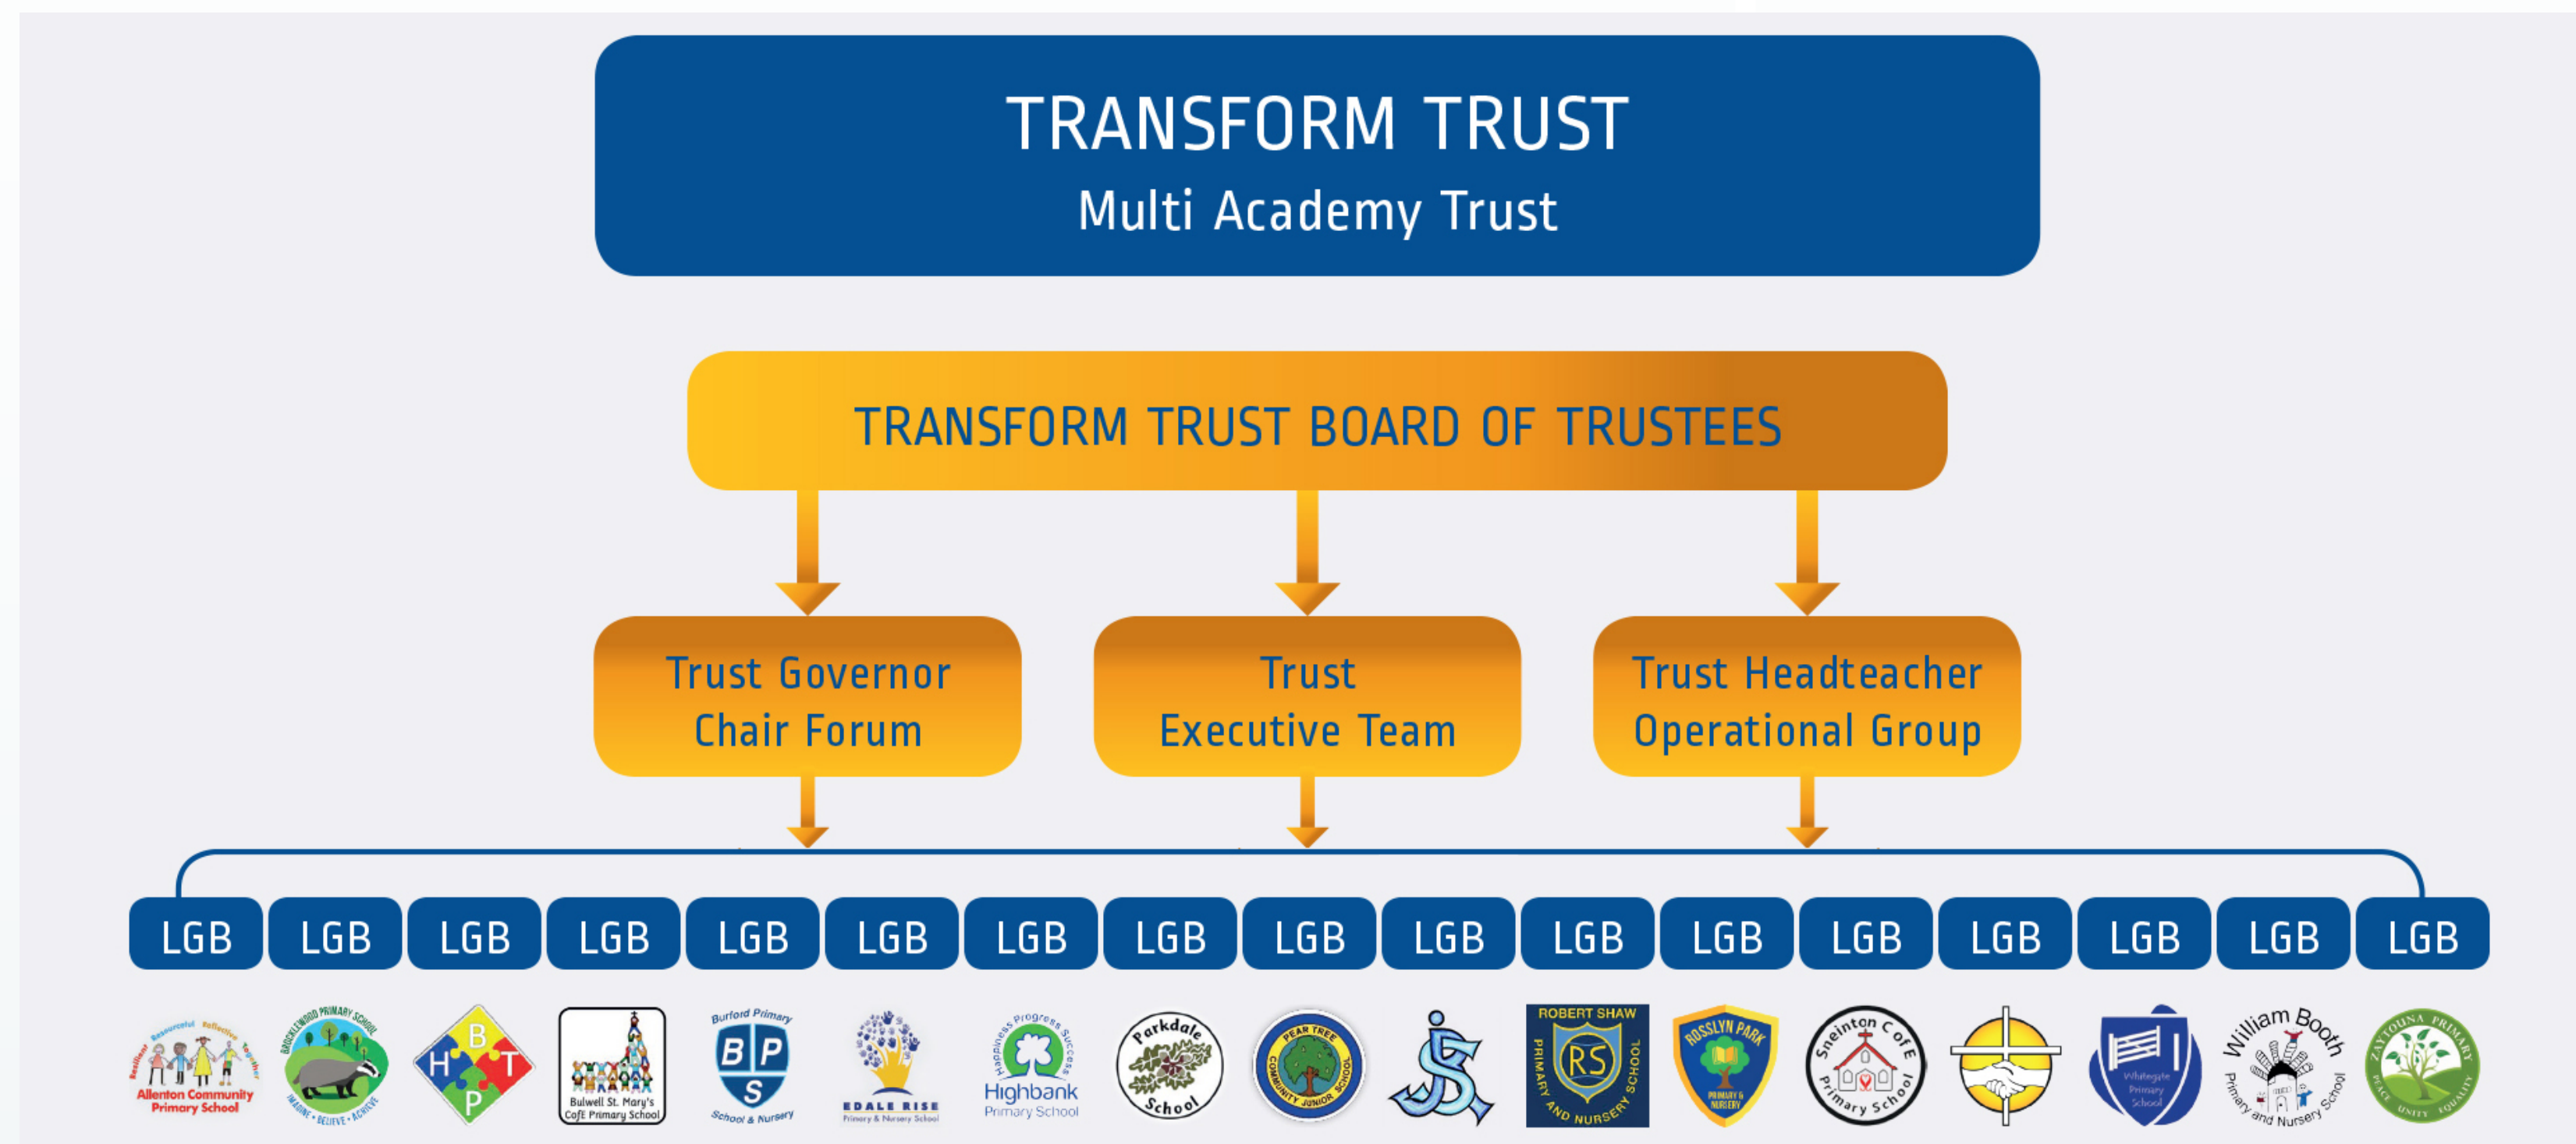 TRANSFORM TRUST
Multi Academy Trust
TRANSFORM TRUST BOARD OF TRUSTEES
Trust Governor
Chair Forum
Trust
Executive Team
Trust Headteacher
Operational Group
LGB LGB LGB LGB LGB LGB LGB LGB LGB LGB LGB LGB LGB LGB LGB LGB LGB
Resilient Resourceful Reflective Together
Allenton Community
Primary School
BROCKLEWOOD PRIMARY SCHOOL
IMAGINE • BELIEVE • ACHIEVE
B
H T
P
Bulwell St. Mary's
CofE Primary School
Burford Primary
B P
S
School & Nursery
EDALE RISE
Primary & Nursery School
Happiness Progress Success
Highbank
Primary School
Parkdale
School
PEAR TREE
COMMUNITY JUNIOR SCHOOL
ROBERT SHAW
RS
PRIMARY AND NURSERY SCHOOL
ROSSLYN PARK
PRIMARY &
NURSERY
Sneinton CofE
Primary School
Whitegate
Primary
School
William Booth
Primary and Nursery School
ZAYTOUNA PRIMARY
PEACE UNITY EQUALITY